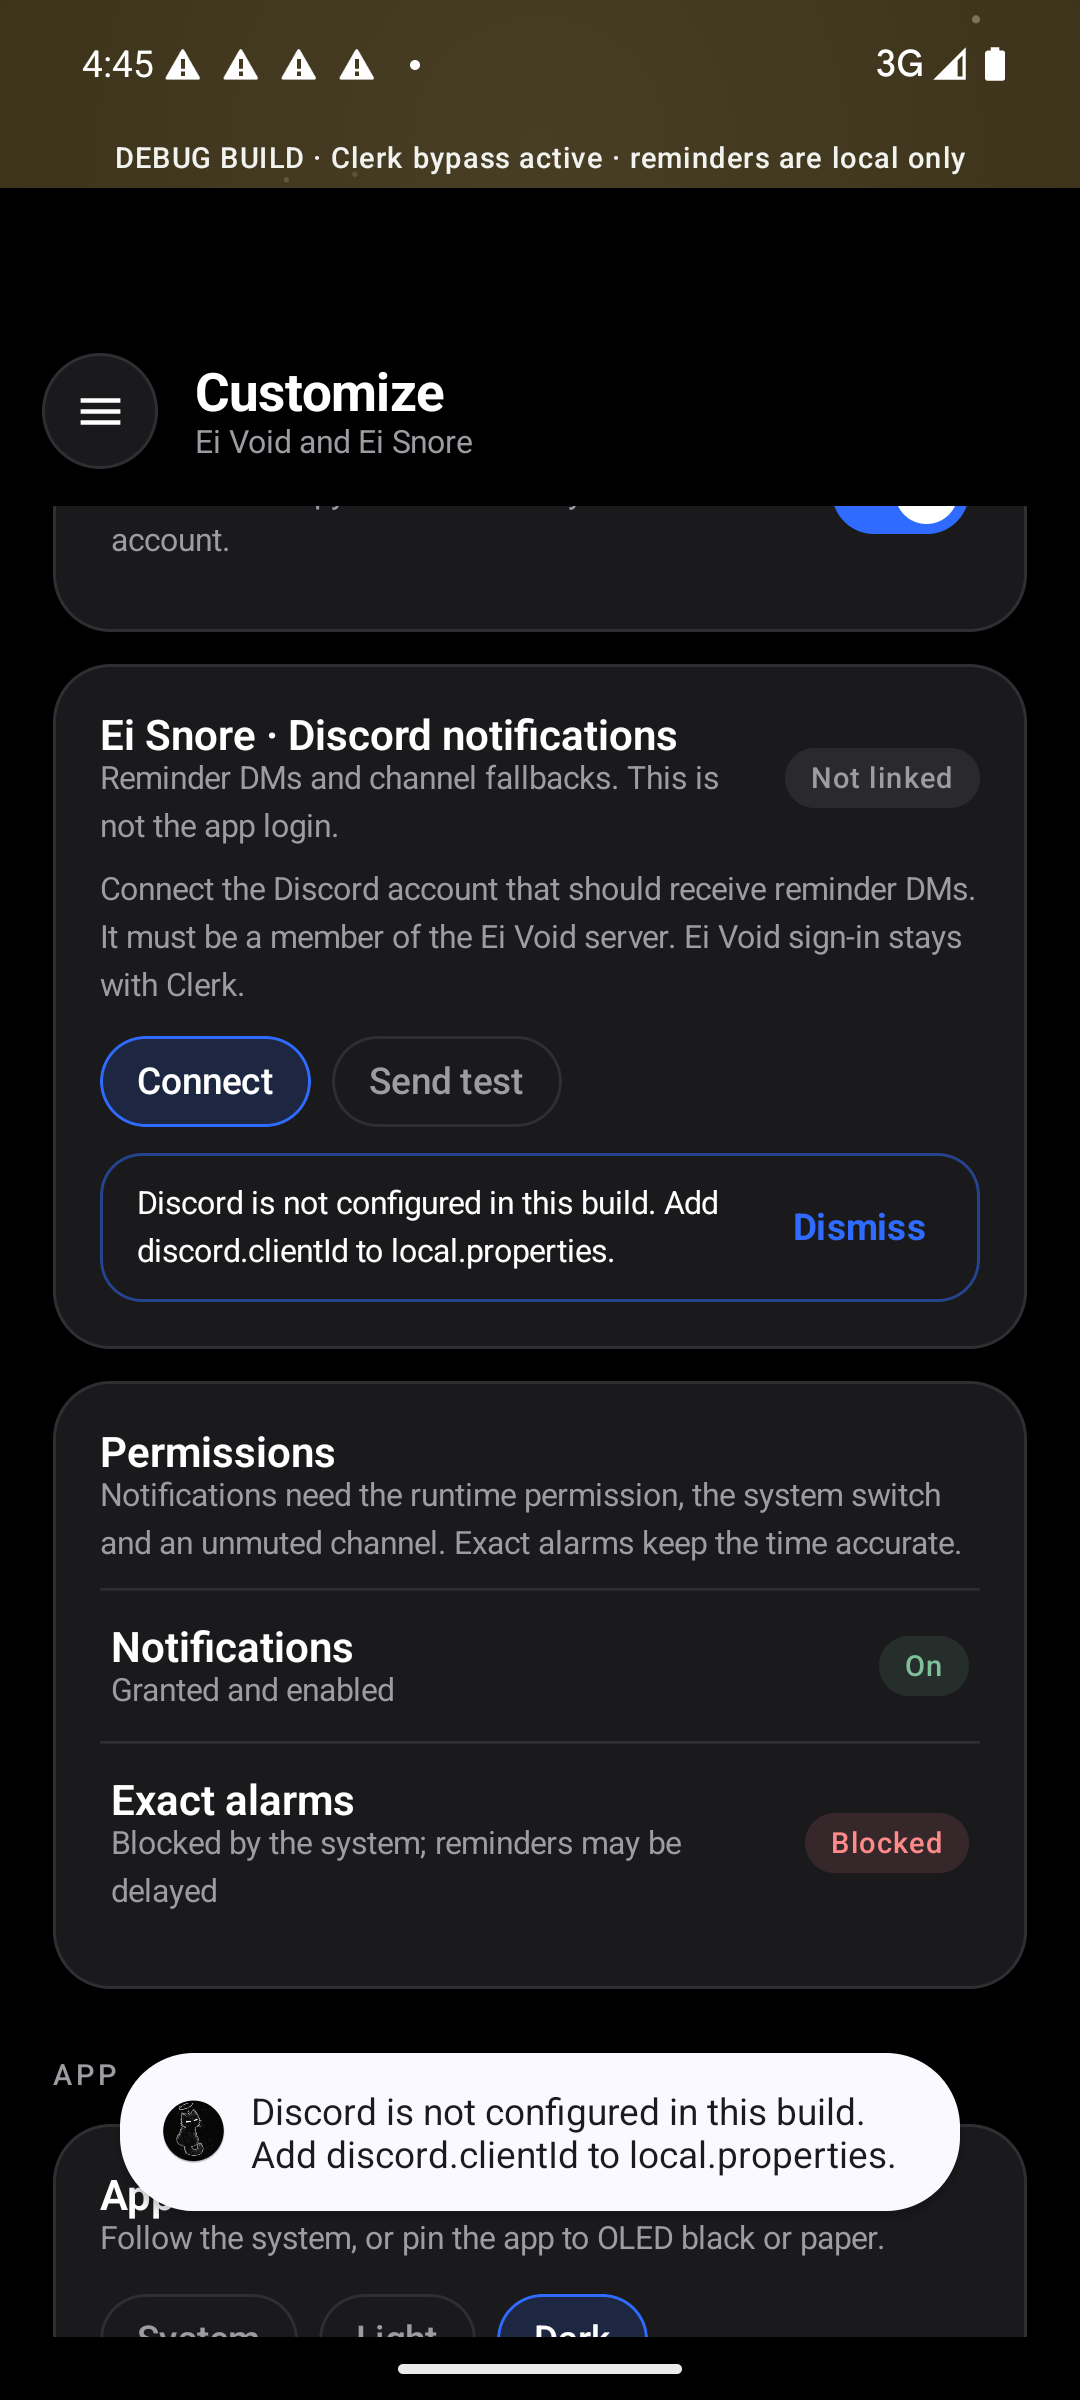 4:45
3G
DEBUG BUILD · Clerk bypass active · reminders are local only
Customize
Ei Void and Ei Snore
account.
Ei Snore · Discord notifications
Reminder DMs and channel fallbacks. This is
not the app login.
Not linked
Connect the Discord account that should receive reminder DMs.
It must be a member of the Ei Void server. Ei Void sign-in stays
with Clerk.
Connect
Send test
Discord is not configured in this build. Add
discord.clientId to local.properties.
Dismiss
Permissions
Notifications need the runtime permission, the system switch
and an unmuted channel. Exact alarms keep the time accurate.
Notifications
Granted and enabled
On
Exact alarms
Blocked by the system; reminders may be
delayed
Blocked
APP
Discord is not configured in this build.
Add discord.clientId to local.properties.
Follow the system, or pin the app to OLED black or paper.
System
Light
Dark